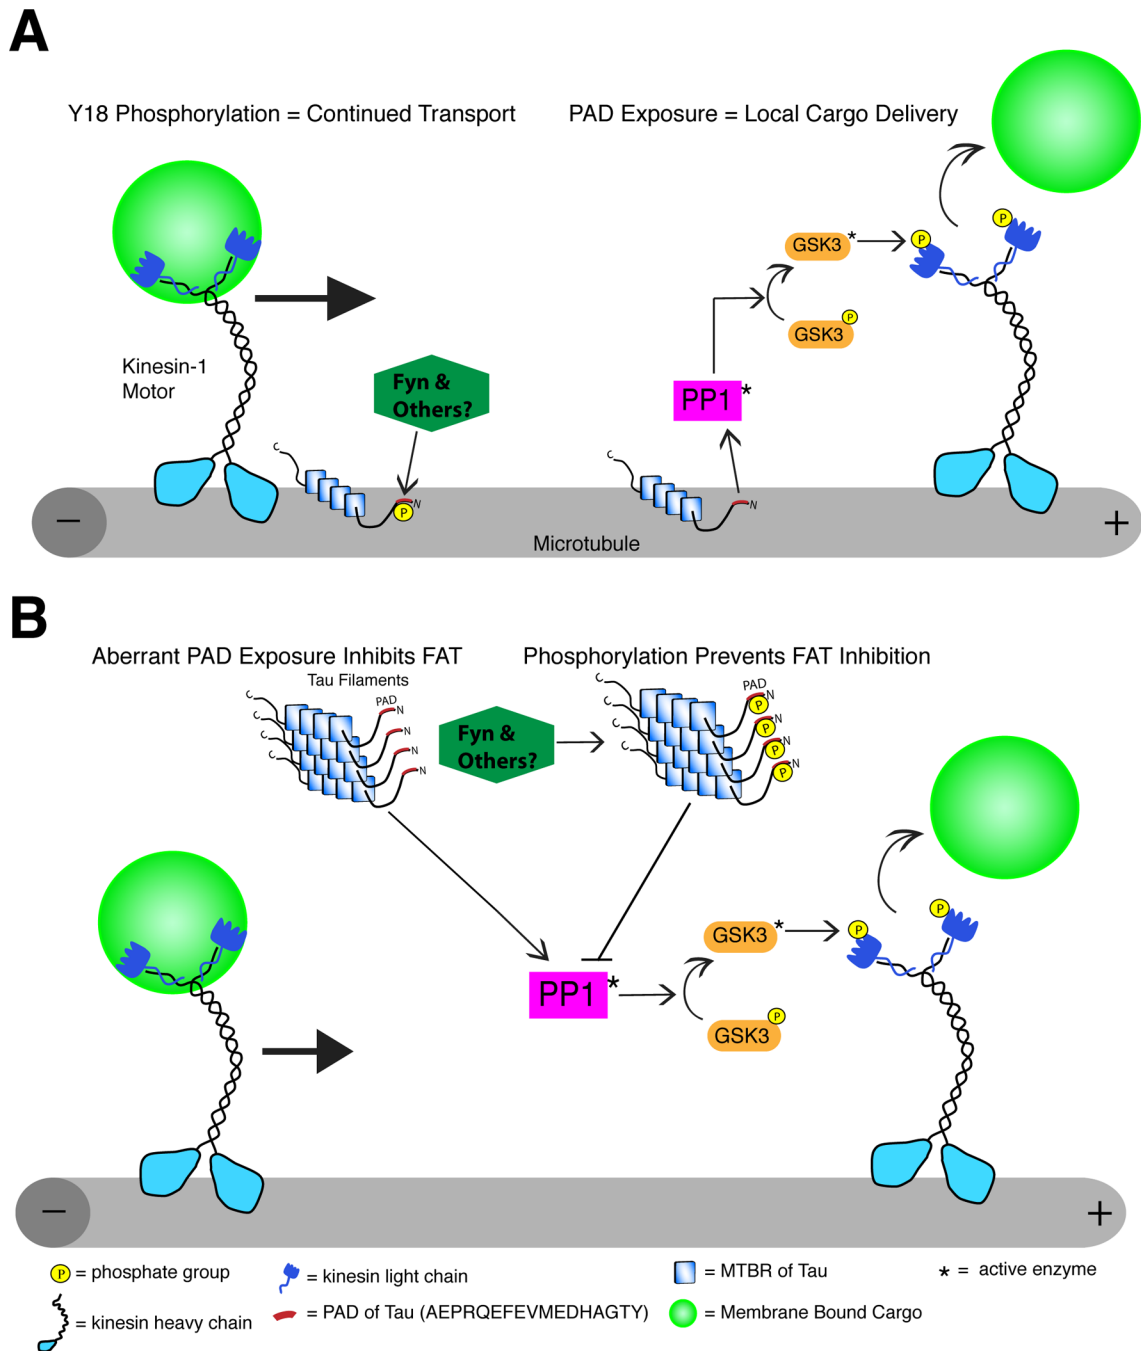 A
Y18 Phosphorylation = Continued Transport
PAD Exposure = Local Cargo Delivery
P
P
GSK3*
GSK3
P
Kinesin-1
Motor
Fyn &
Others?
PP1*
C
N
P
C
N
−
Microtubule
+
B
Aberrant PAD Exposure Inhibits FAT
Phosphorylation Prevents FAT Inhibition
Tau Filaments
C
C
C
C
PAD
N
N
N
N
Fyn &
Others?
C
C
C
C
PAD
N
P
N
P
N
P
N
P
P
P
GSK3*
PP1*
GSK3
P
−
+
P = phosphate group
= kinesin light chain
= MTBR of Tau
* = active enzyme
= kinesin heavy chain
= PAD of Tau (AEPRQEFEVMEDHAGTY)
= Membrane Bound Cargo